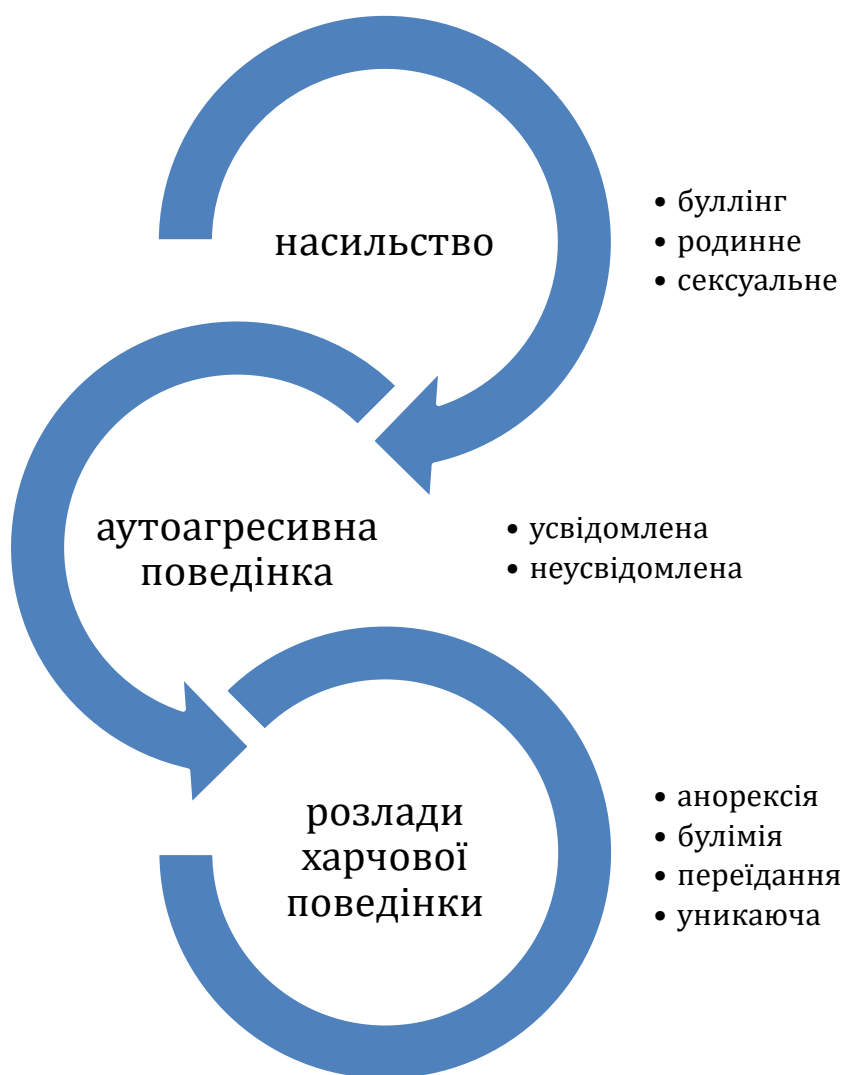 насильство
• буллінг
• родинне
• сексуальне
аутоагресивна
поведінка
• усвідомлена
• неусвідомлена
розлади
харчової
поведінки
• анорексія
• булімія
• переїдання
• уникаюча